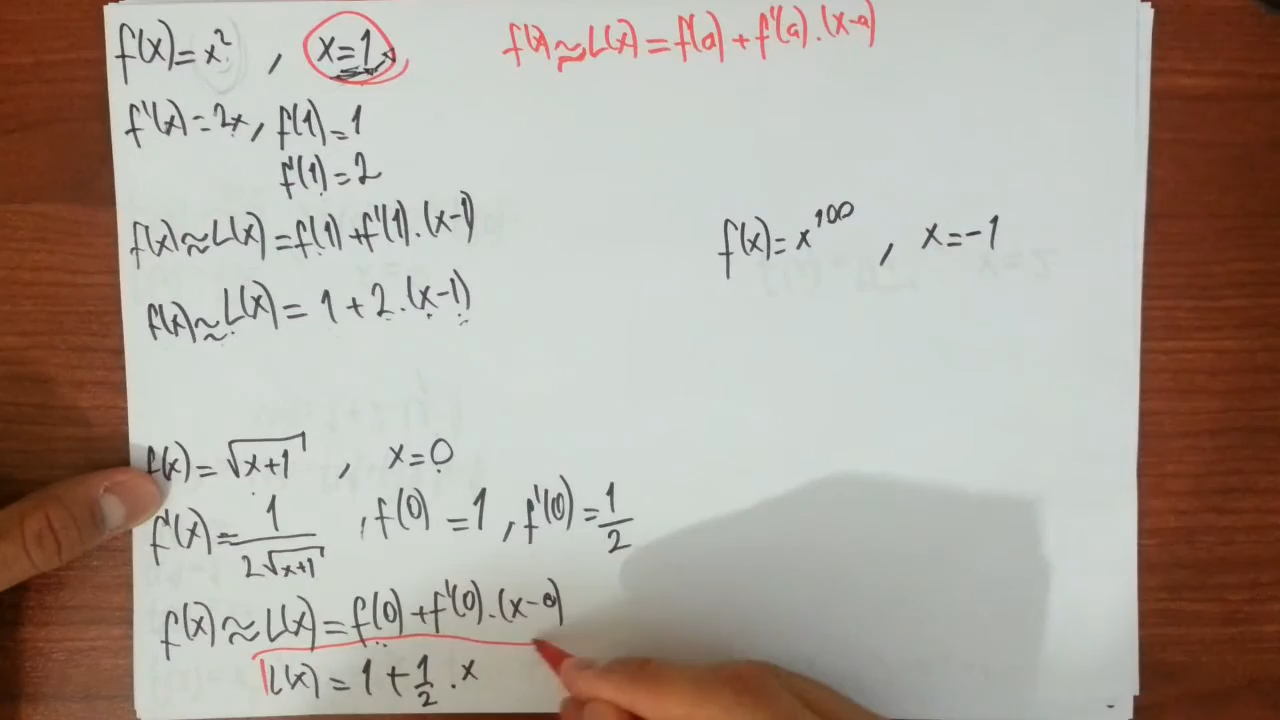 f(x) = x² , x=1
f(x) ≈ L(x) = f(a) + f'(a).(x-a)
f'(x) = 2x , f(1) = 1
f'(1) = 2
f(x) ≈ L(x) = f(1) + f'(1).(x-1)
f(x) ≈ L(x) = 1 + 2.(x-1)
f(x) = x¹⁰⁰ , x=-1
f(x) = √(x+1) , x=0
f'(x) = 1/(2√(x+1)) , f(0) = 1 , f'(0) = 1/2
f(x) ≈ L(x) = f(0) + f'(0).(x-0)
L(x) = 1 + 1/2 . x